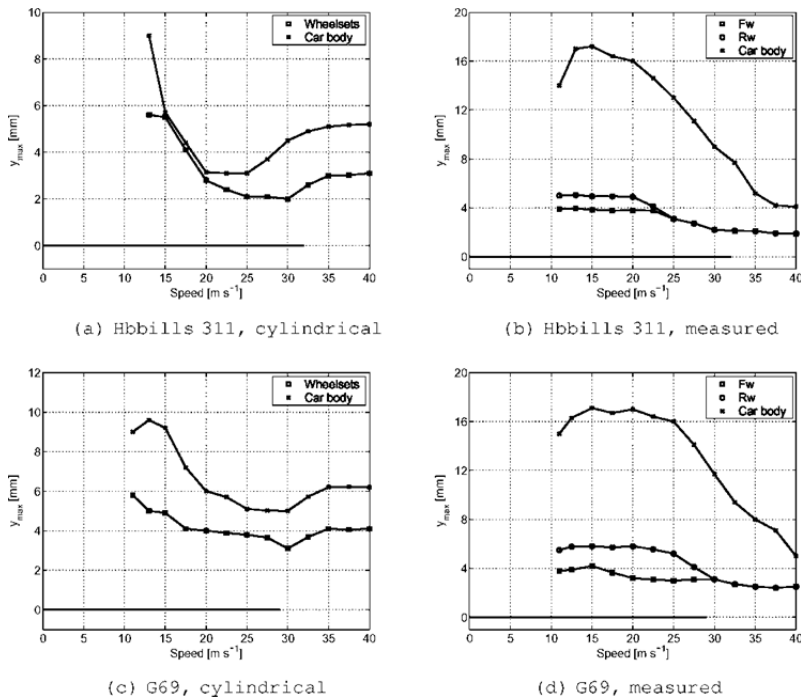 10
8
6
4
2
0
y_max [mm]
Wheelsets
Car body
0 5 10 15 20 25 30 35 40
Speed [m s⁻¹]
(a) Hbbills 311, cylindrical
20
16
12
8
4
0
y_max [mm]
Fw
Rw
Car body
0 5 10 15 20 25 30 35 40
Speed [m s⁻¹]
(b) Hbbills 311, measured
12
10
8
6
4
2
0
y_max [mm]
Wheelsets
Car body
0 5 10 15 20 25 30 35 40
Speed [m s⁻¹]
(c) G69, cylindrical
20
16
12
8
4
0
y_max [mm]
Fw
Rw
Car body
0 5 10 15 20 25 30 35 40
Speed [m s⁻¹]
(d) G69, measured